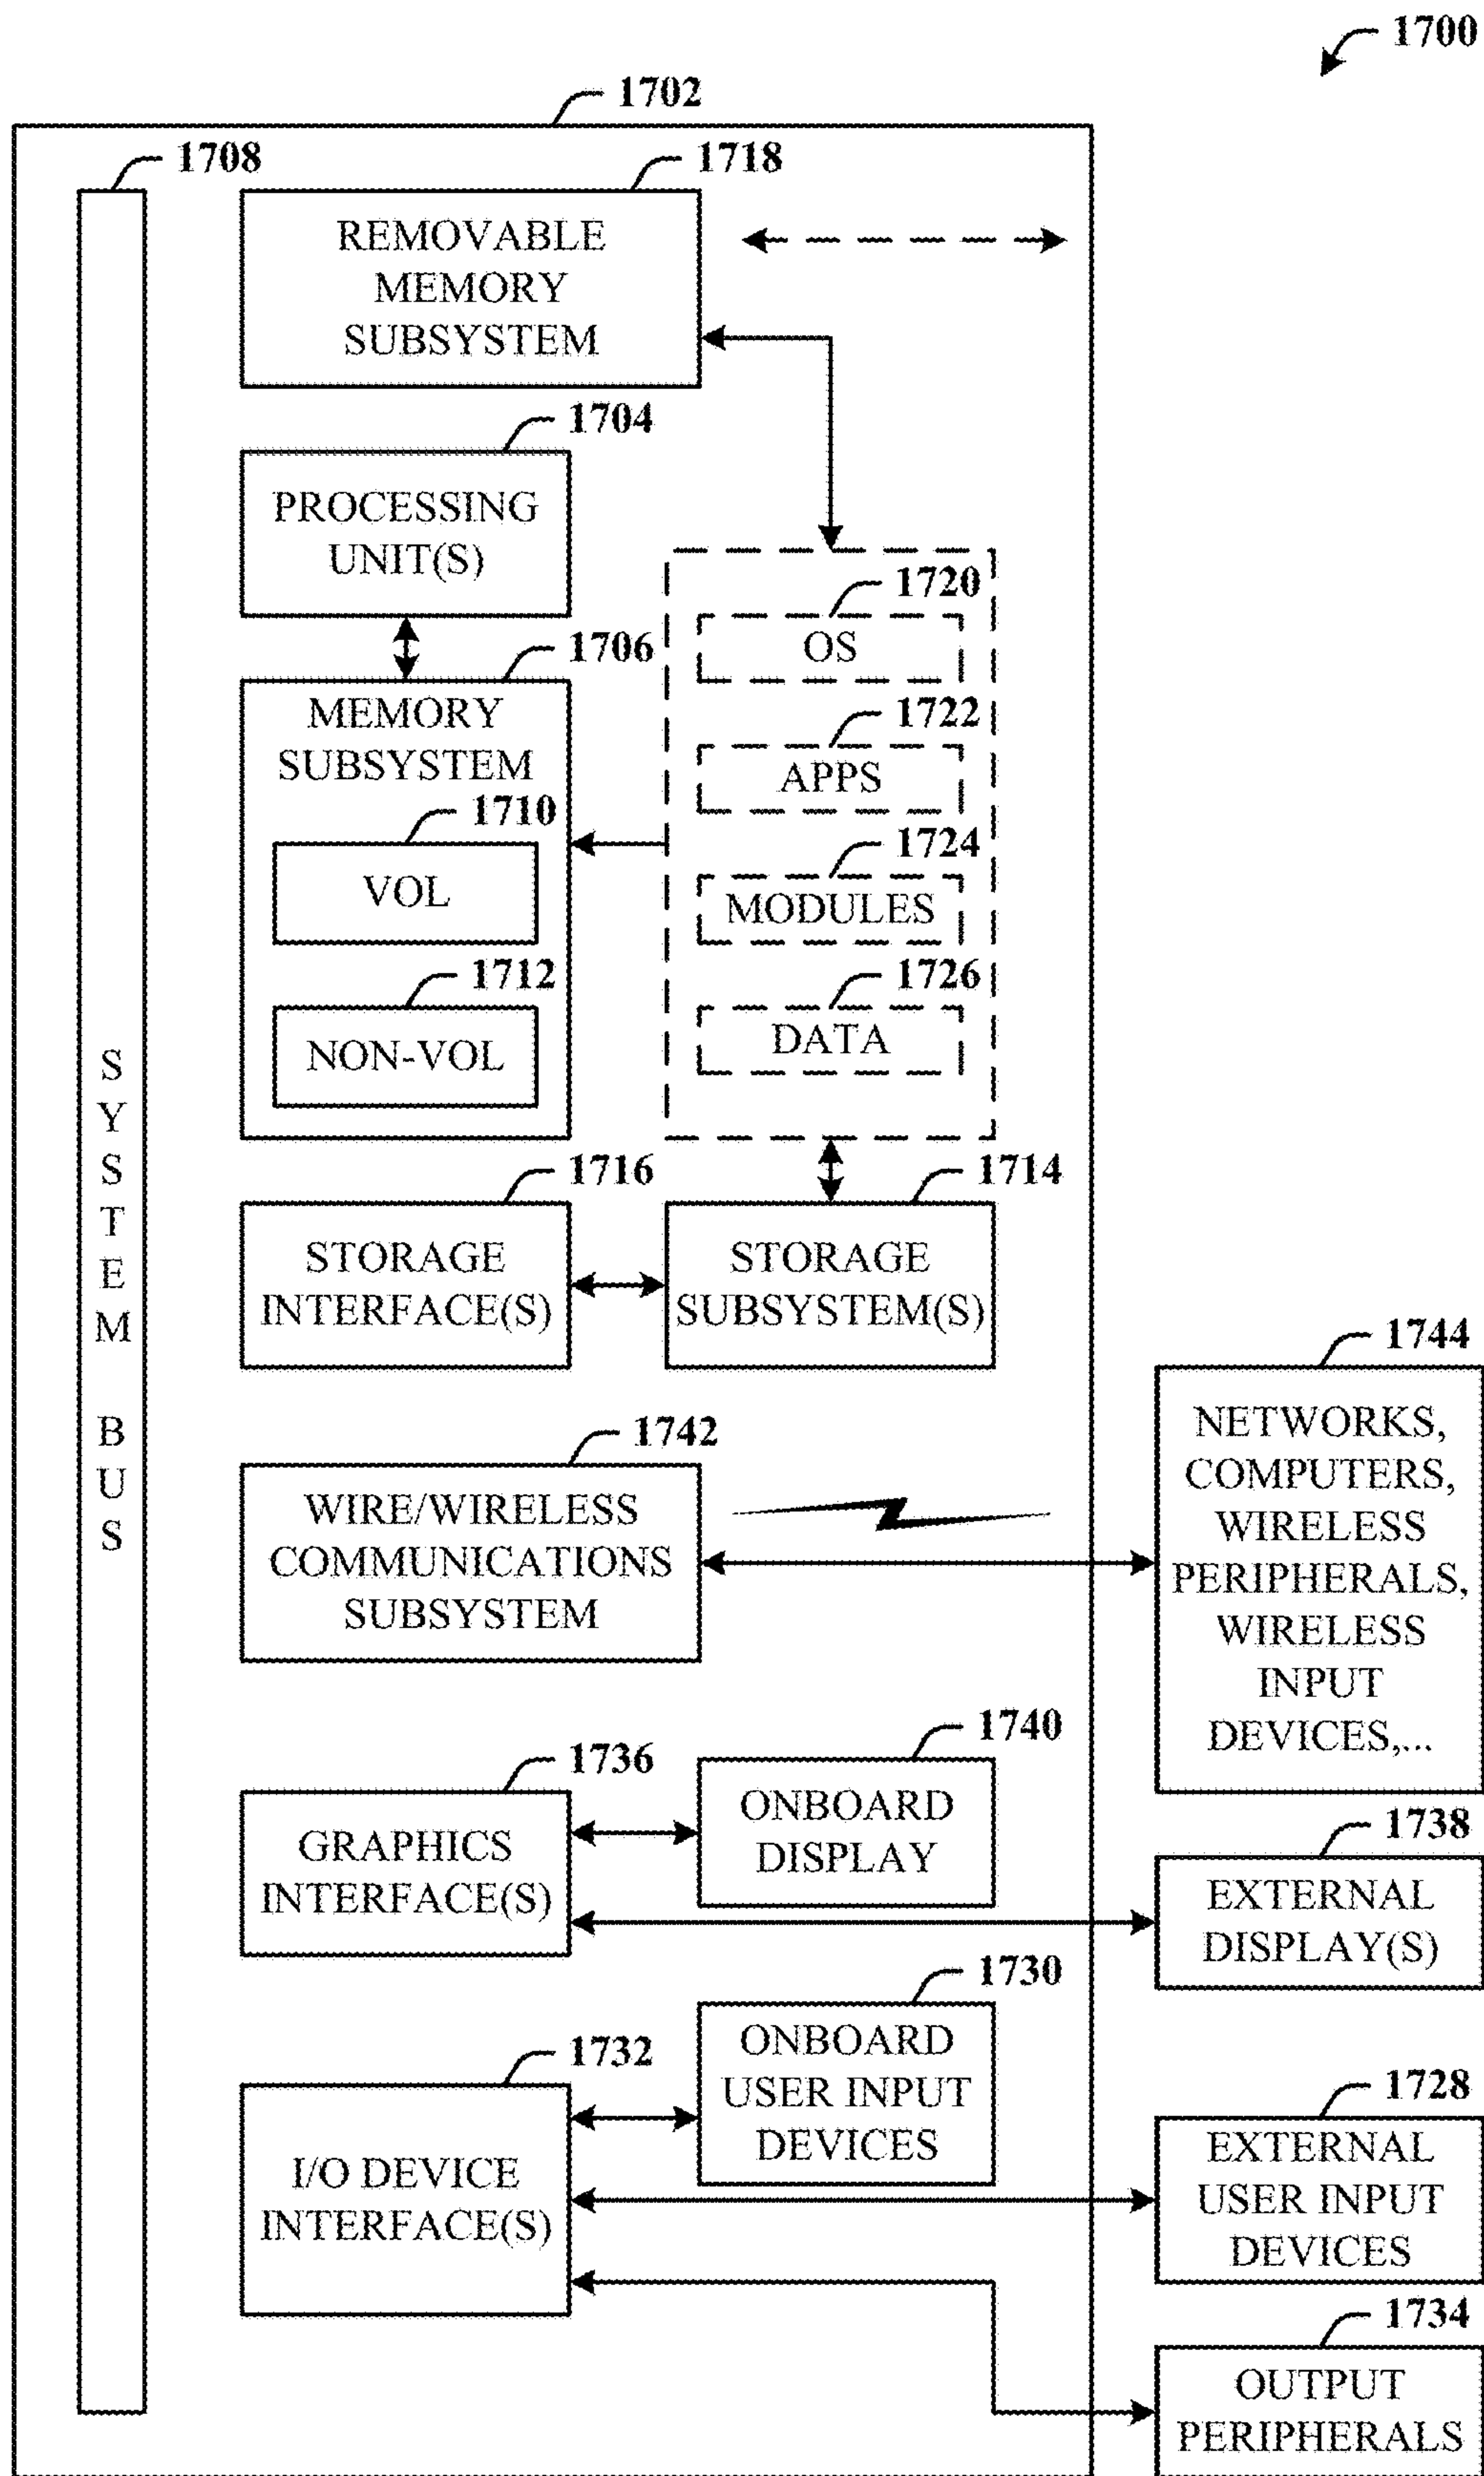 1700
1702
1708
1718
REMOVABLE
MEMORY
SUBSYSTEM
1704
PROCESSING
UNIT(S)
1706
MEMORY
SUBSYSTEM
1710
VOL
1712
NON-VOL
1720
OS
1722
APPS
1724
MODULES
1726
DATA
1716
STORAGE
INTERFACE(S)
1714
STORAGE
SUBSYSTEM(S)
SYSTEM BUS
1742
WIRE/WIRELESS
COMMUNICATIONS
SUBSYSTEM
1744
NETWORKS,
COMPUTERS,
WIRELESS
PERIPHERALS,
WIRELESS
INPUT
DEVICES,...
1736
GRAPHICS
INTERFACE(S)
1740
ONBOARD
DISPLAY
1738
EXTERNAL
DISPLAY(S)
1732
I/O DEVICE
INTERFACE(S)
1730
ONBOARD
USER INPUT
DEVICES
1728
EXTERNAL
USER INPUT
DEVICES
1734
OUTPUT
PERIPHERALS